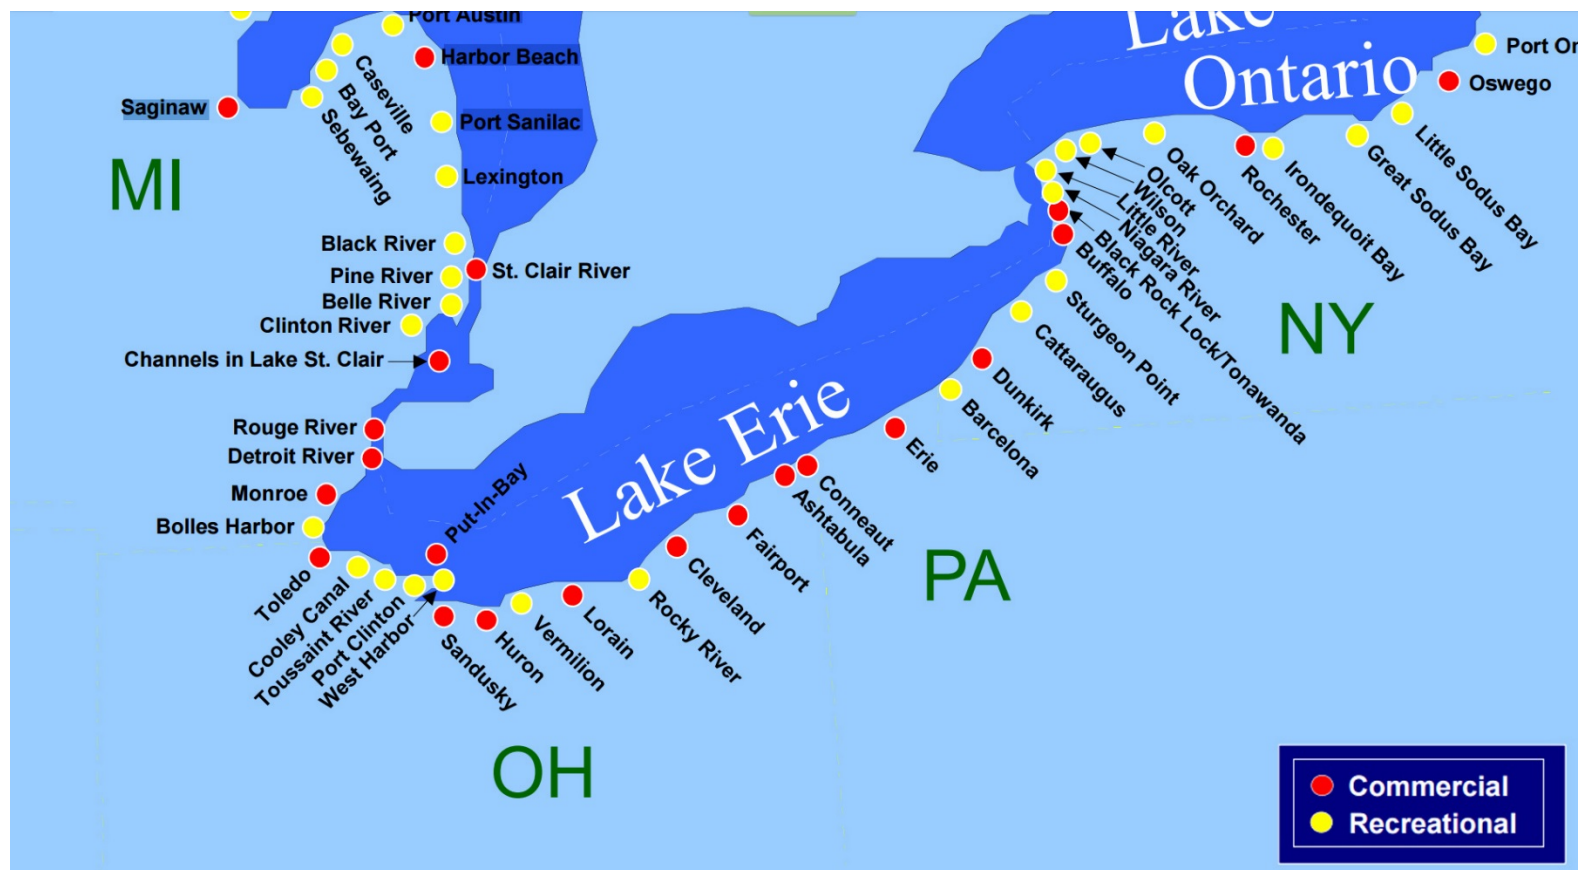 Port Austin
Harbor Beach
Caseville
Bay Port
Sebewaing
Saginaw
Port Sanilac
MI
Lexington
Black River
St. Clair River
Pine River
Belle River
Clinton River
Channels in Lake St. Clair
Rouge River
Detroit River
Monroe
Bolles Harbor
Put-In-Bay
Toledo
Cooley Canal
Toussaint River
Port Clinton
West Harbor
Sandusky
Huron
Vermilion
Lorain
Rocky River
Cleveland
Fairport
Ashtabula
Conneaut
Erie
Barcelona
Dunkirk
Cattaraugus
Sturgeon Point
Buffalo
Black Rock Lock/Tonawanda
Niagara River
Little River
Wilson
Olcott
Oak Orchard
Rochester
Irondequoit Bay
Great Sodus Bay
Little Sodus Bay
Oswego
Port
Lake
Ontario
Lake Erie
NY
PA
OH
Commercial
Recreational